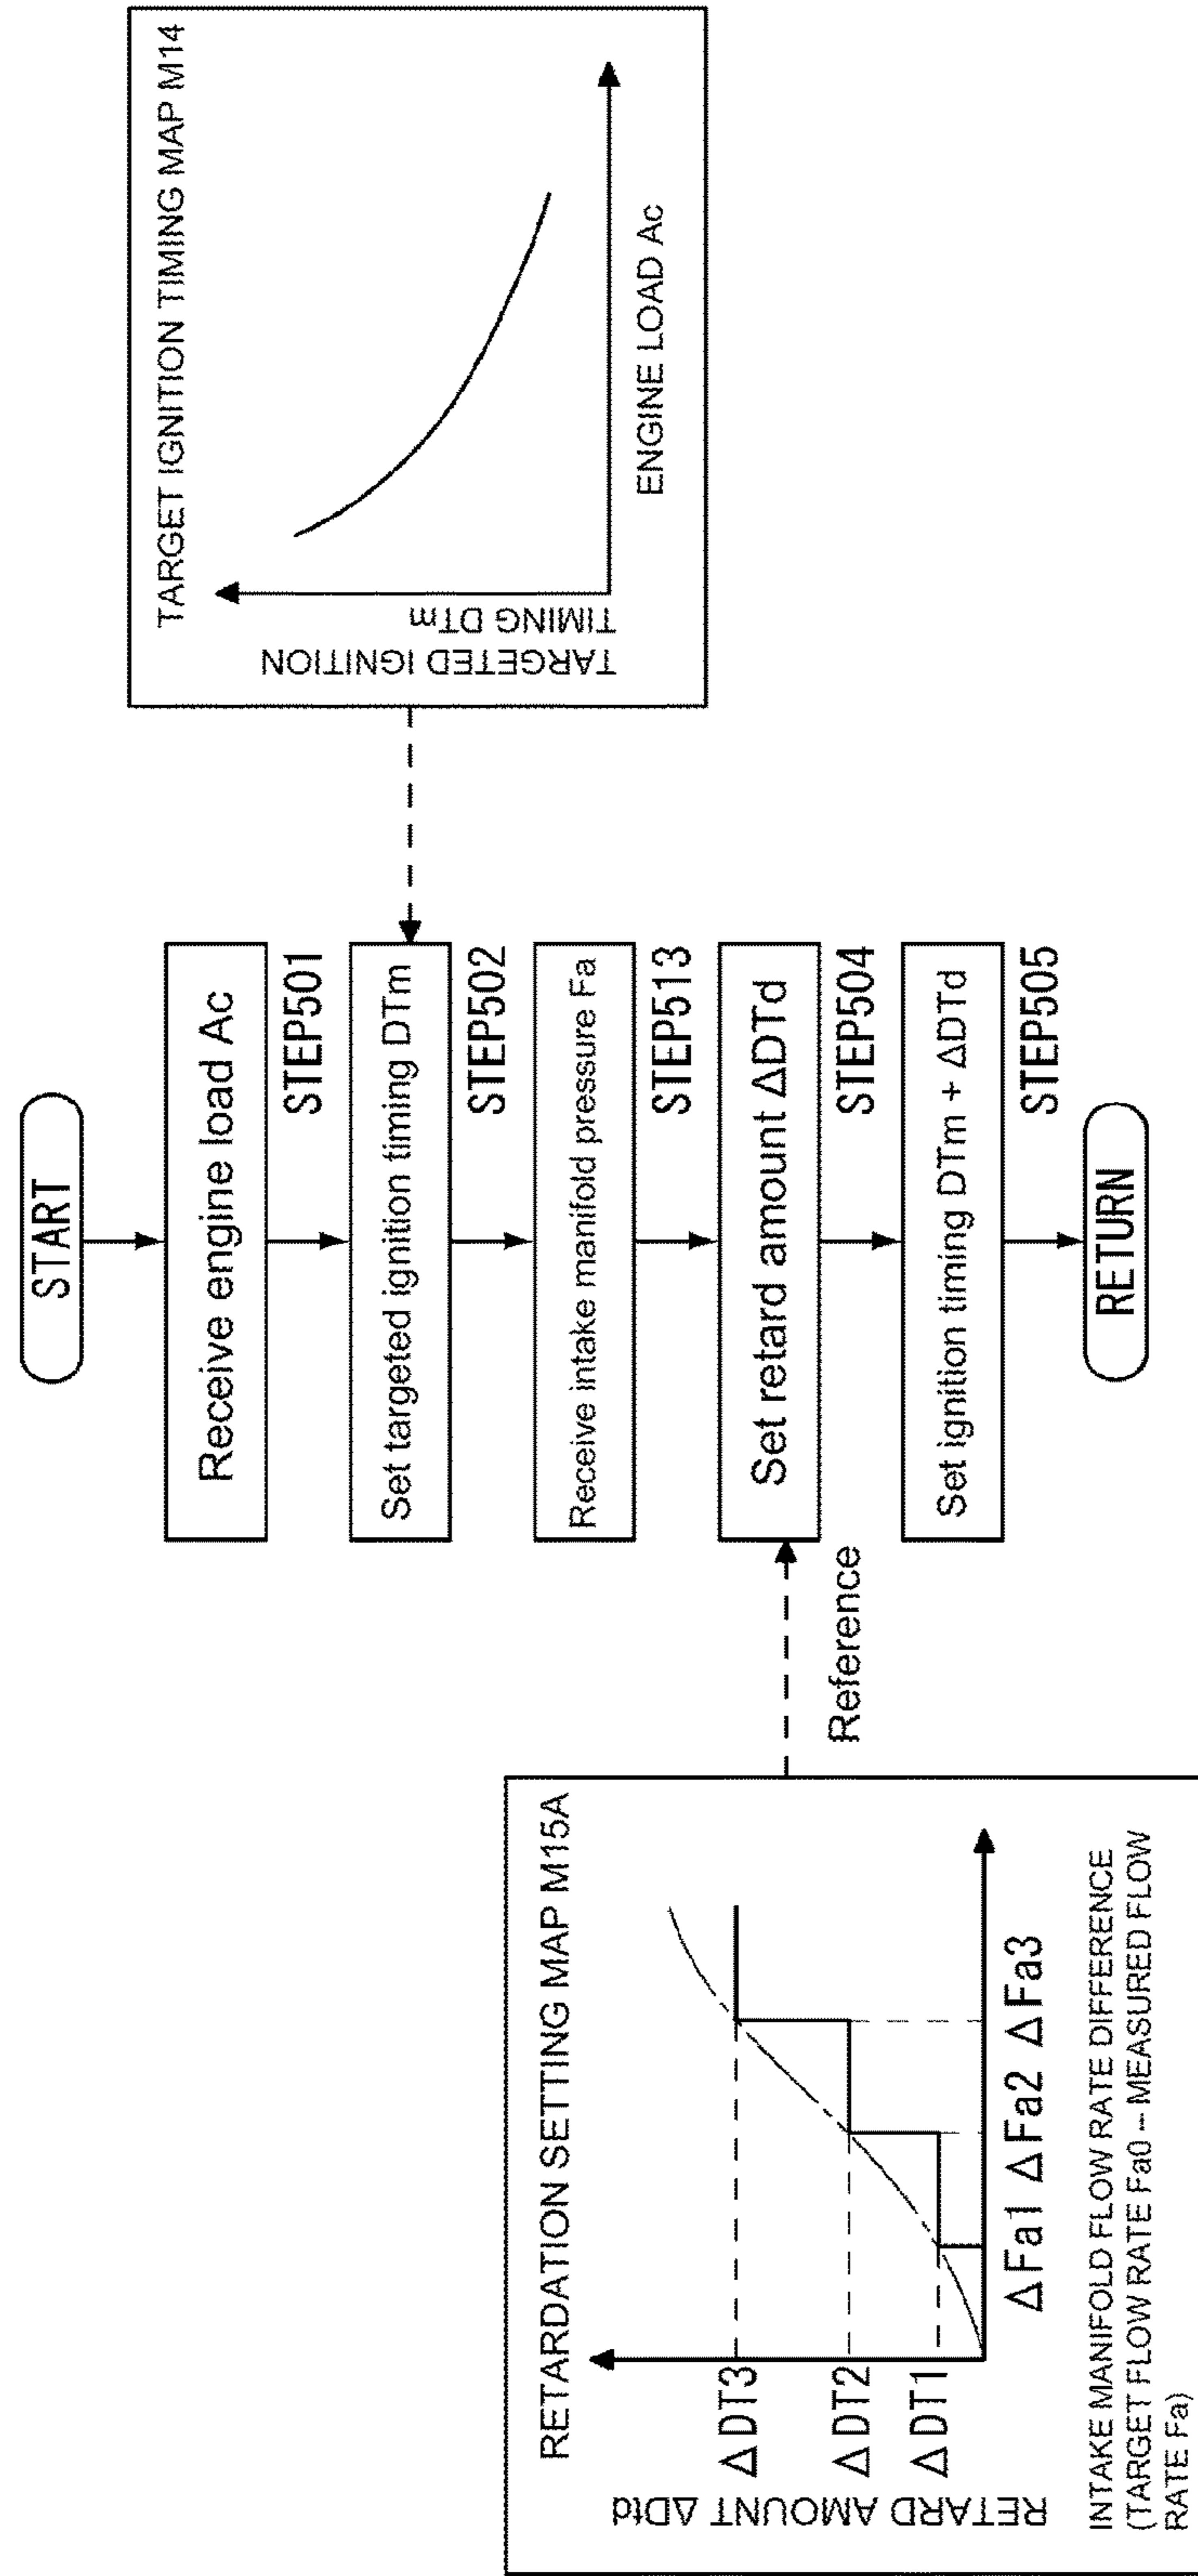 START
Receive engine load Ac
STEP501
Set targeted ignition timing DTm
STEP502
Receive intake manifold pressure Fa
STEP513
Set retard amount ΔDTd
STEP504
Set ignition timing DTm + ΔDTd
STEP505
RETURN
Reference
RETARDATION SETTING MAP M15A
RETARD AMOUNT ΔDtd
ΔDT3
ΔDT2
ΔDT1
ΔFa1 ΔFa2 ΔFa3
INTAKE MANIFOLD FLOW RATE DIFFERENCE
(TARGET FLOW RATE Fa0 -- MEASURED FLOW
RATE Fa)
TARGET IGNITION TIMING MAP M14
TARGETED IGNITION
TIMING DTm
ENGINE LOAD Ac